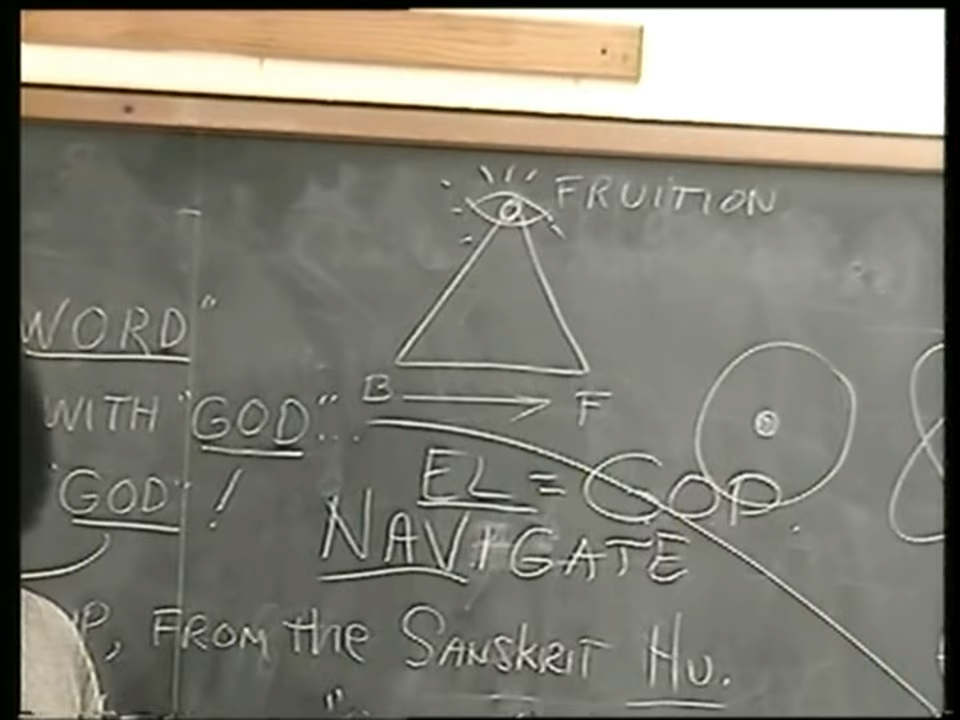 FRUITION
WORD"
B F
WITH "GOD"...
EL = GOD.
"GOD" !
NAVIGATE
P, FROM the SANSKRIT HU.